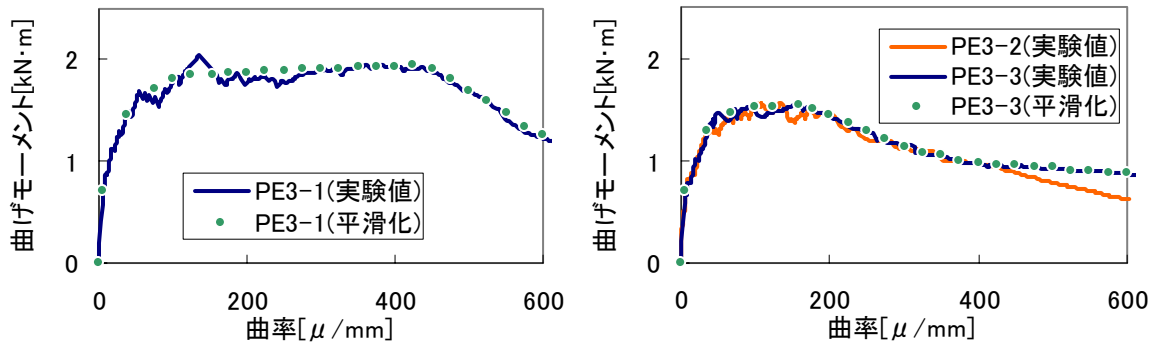 曲げモーメント[kN・m]
2
1
0
PE3-1(実験値)
PE3-1(平滑化)
0 200 400 600
曲率[μ/mm]
曲げモーメント[kN・m]
2
1
0
PE3-2(実験値)
PE3-3(実験値)
PE3-3(平滑化)
0 200 400 600
曲率[μ/mm]